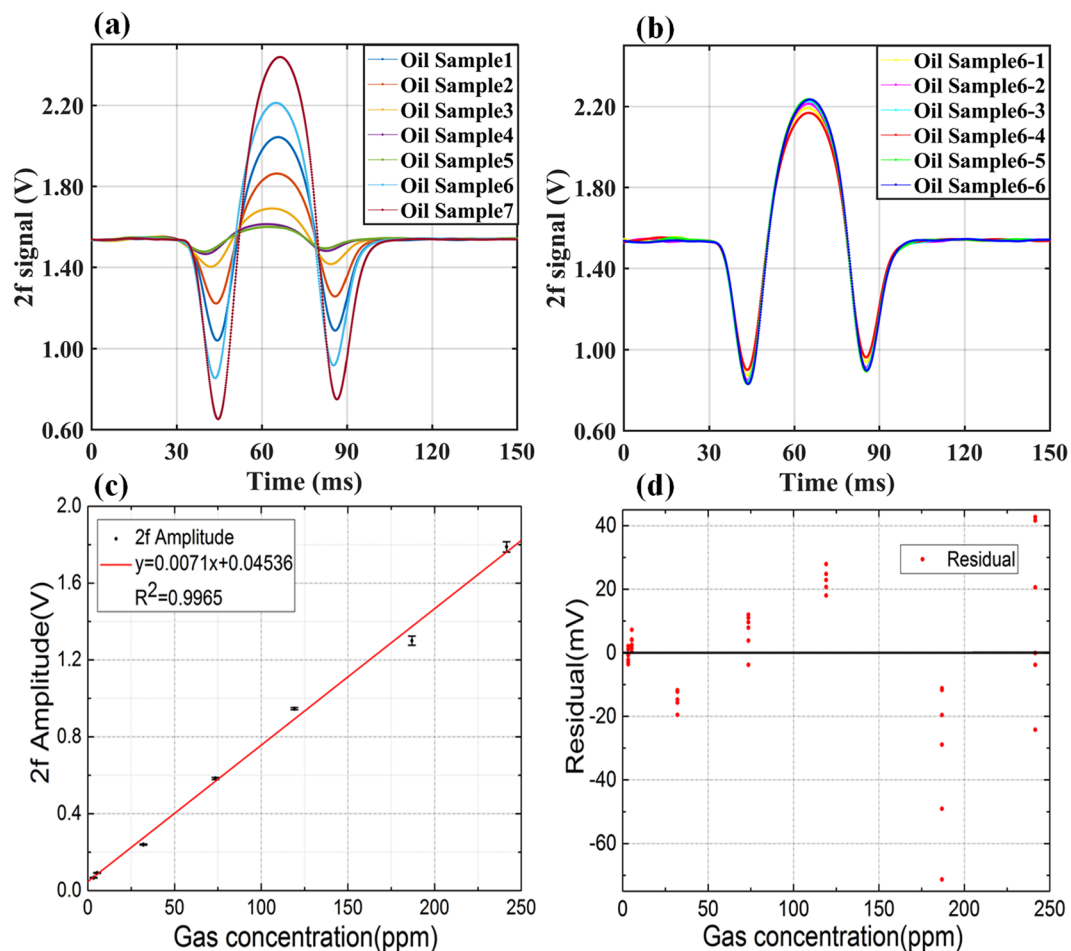 (a)
Oil Sample1
Oil Sample2
Oil Sample3
Oil Sample4
Oil Sample5
Oil Sample6
Oil Sample7
2.20
1.80
1.40
1.00
0.60
0 30 60 90 120 150
2f signal (V)
Time (ms)
(b)
Oil Sample6-1
Oil Sample6-2
Oil Sample6-3
Oil Sample6-4
Oil Sample6-5
Oil Sample6-6
2.20
1.80
1.40
1.00
0.60
0 30 60 90 120 150
2f signal (V)
Time (ms)
(c)
2f Amplitude
y=0.0071x+0.04536
R²=0.9965
2.0
1.6
1.2
0.8
0.4
0.0
0 50 100 150 200 250
2f Amplitude(V)
Gas concentration(ppm)
(d)
Residual
40
20
0
-20
-40
-60
0 50 100 150 200 250
Residual(mV)
Gas concentration(ppm)